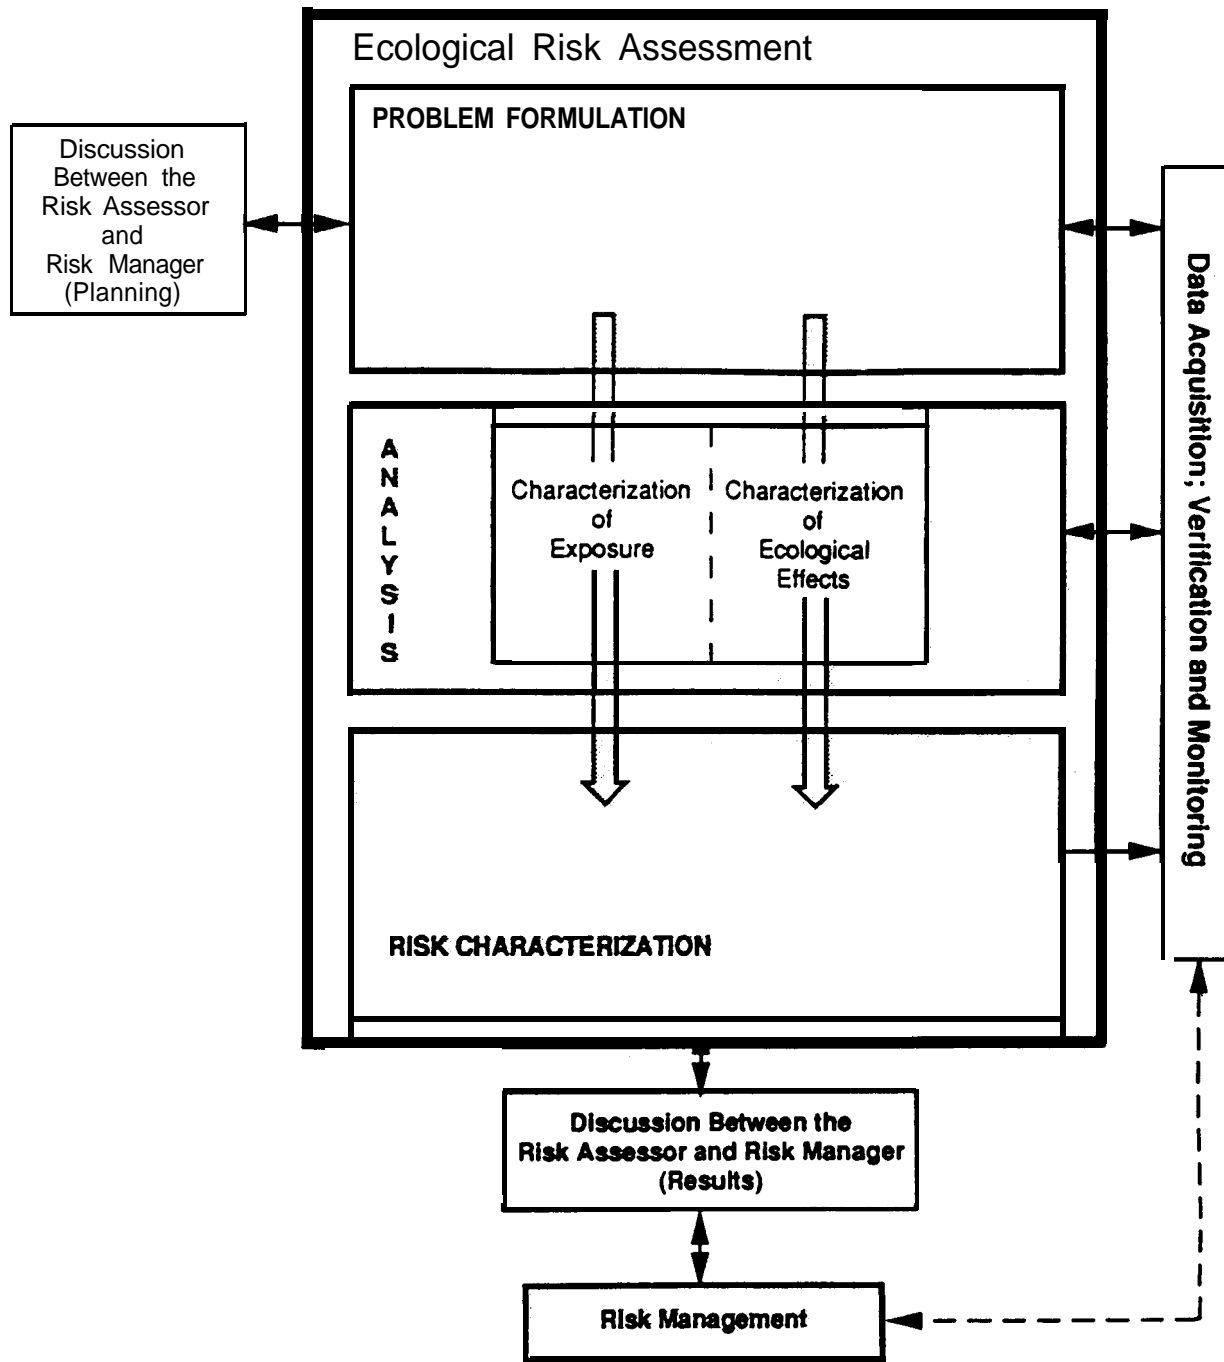 Ecological Risk Assessment
PROBLEM FORMULATION
Discussion
Between the
Risk Assessor
and
Risk Manager
(Planning)
ANALYSIS
Characterization
of
Exposure
Characterization
of
Ecological
Effects
Data Acquisition; Verification and Monitoring
RISK CHARACTERIZATION
Discussion Between the
Risk Assessor and Risk Manager
(Results)
Risk Management